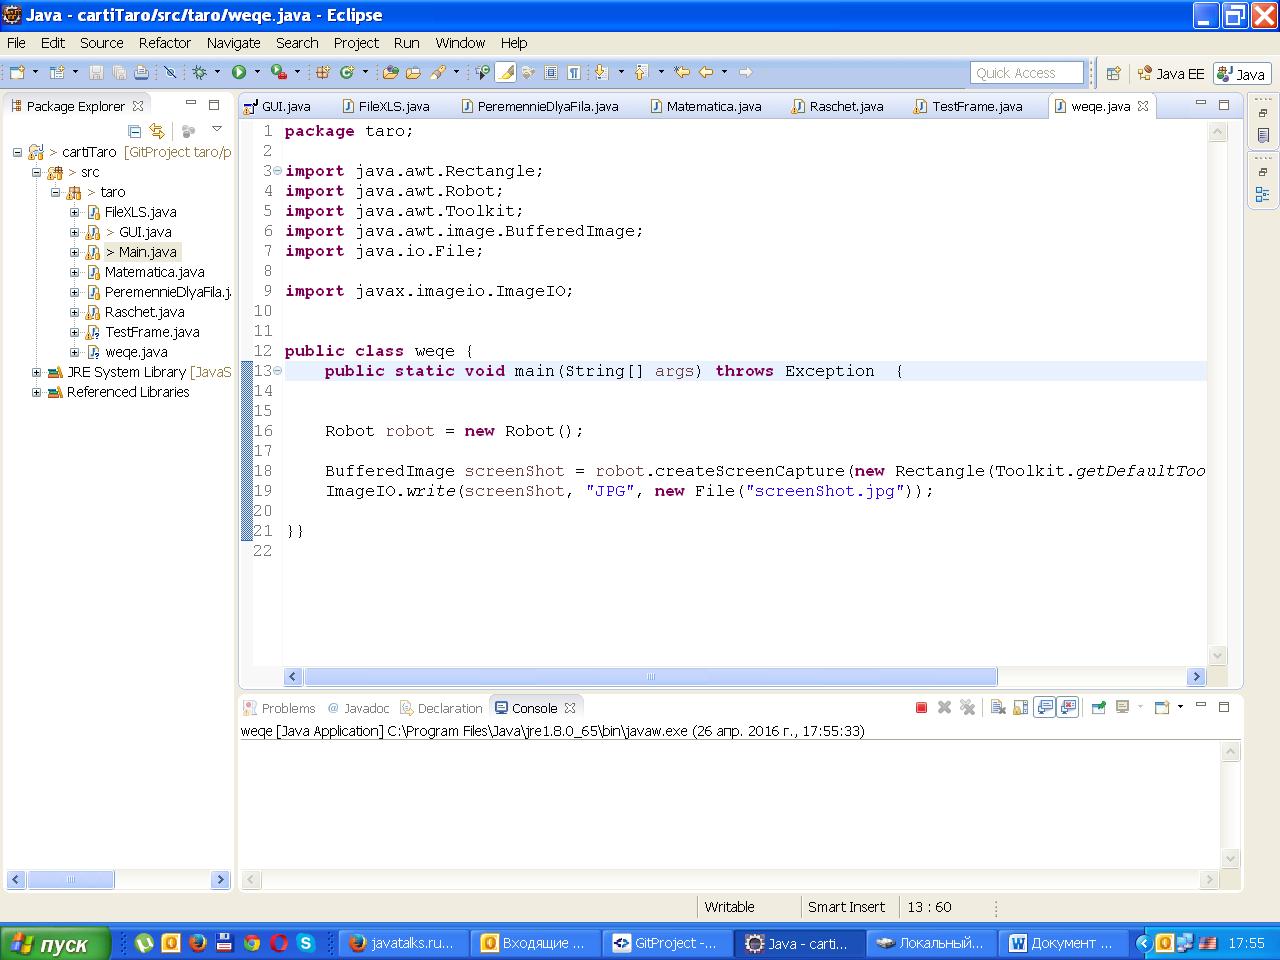 Java - cartiTaro/src/taro/weqe.java - Eclipse
File Edit Source Refactor Navigate Search Project Run Window Help
Quick Access Java EE Java
Package Explorer
> cartiTaro [GitProject taro/p
> src
> taro
FileXLS.java
> GUI.java
> Main.java
Matematica.java
PeremennieDlyaFila.j
Raschet.java
TestFrame.java
weqe.java
JRE System Library [JavaS
Referenced Libraries
GUI.java FileXLS.java PeremennieDlyaFila.java Matematica.java Raschet.java TestFrame.java weqe.java
1 package taro;
2
3 import java.awt.Rectangle;
4 import java.awt.Robot;
5 import java.awt.Toolkit;
6 import java.awt.image.BufferedImage;
7 import java.io.File;
8
9 import javax.imageio.ImageIO;
10
11
12 public class weqe {
13 public static void main(String[] args) throws Exception {
14
15
16 Robot robot = new Robot();
17
18 BufferedImage screenShot = robot.createScreenCapture(new Rectangle(Toolkit.getDefaultToo
19 ImageIO.write(screenShot, "JPG", new File("screenShot.jpg"));
20
21 }}
22
Problems @ Javadoc Declaration Console
weqe [Java Application] C:\Program Files\Java\jre1.8.0_65\bin\javaw.exe (26 апр. 2016 г., 17:55:33)
Writable Smart Insert 13 : 60
пуск javatalks.ru... Входящие ... GitProject -... Java - carti... Локальный... Документ ... 17:55